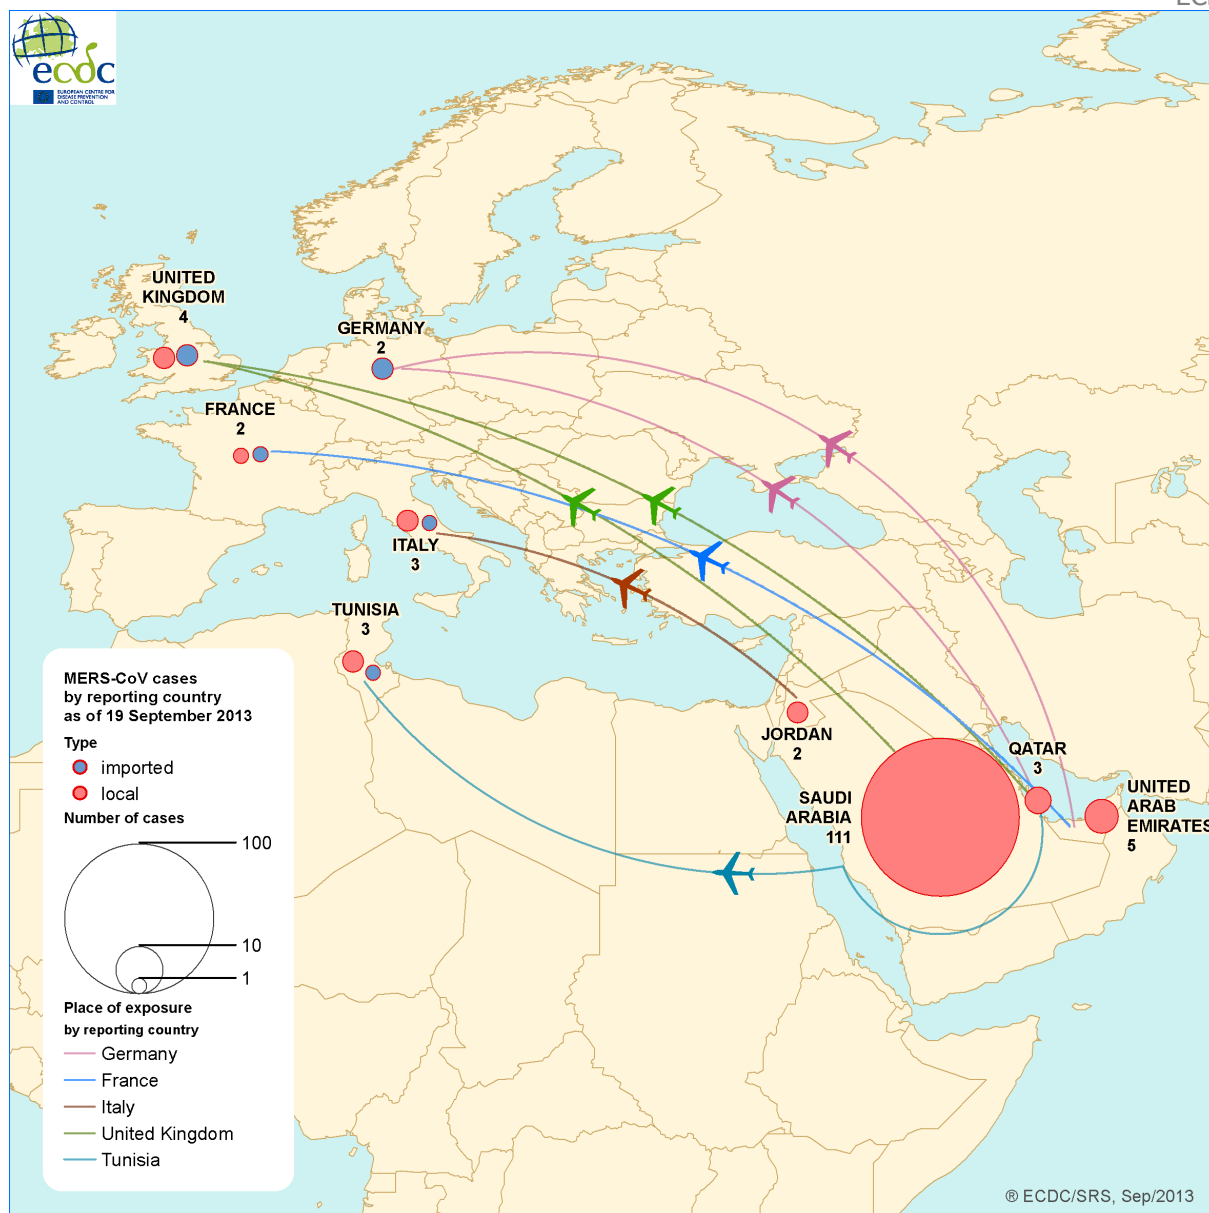 ecdc
EUROPEAN CENTRE FOR
DISEASE PREVENTION
AND CONTROL
UNITED
KINGDOM
4
GERMANY
2
FRANCE
2
ITALY
3
TUNISIA
3
JORDAN
2
QATAR
3
SAUDI
ARABIA
111
UNITED
ARAB
EMIRATES
5
MERS-CoV cases
by reporting country
as of 19 September 2013
Type
imported
local
Number of cases
100
10
1
Place of exposure
by reporting country
Germany
France
Italy
United Kingdom
Tunisia
® ECDC/SRS, Sep/2013